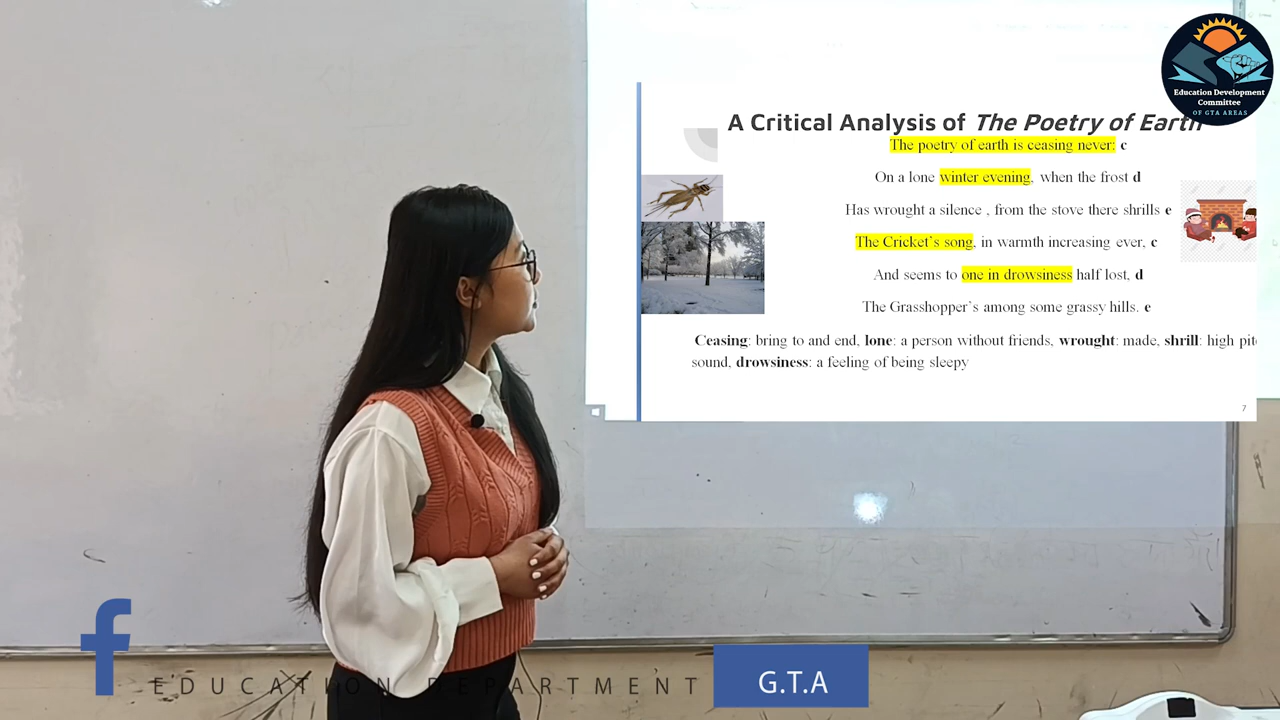 Education Development
Committee
OF GTA AREAS
A Critical Analysis of The Poetry of Earth
The poetry of earth is ceasing never: c
On a lone winter evening, when the frost d
Has wrought a silence , from the stove there shrills e
The Cricket's song, in warmth increasing ever, c
And seems to one in drowsiness half lost, d
The Grasshopper's among some grassy hills. e
Ceasing: bring to and end, lone: a person without friends, wrought: made, shrill: high pit
sound, drowsiness: a feeling of being sleepy
7
f
EDUCATION DEPARTMENT
G.T.A